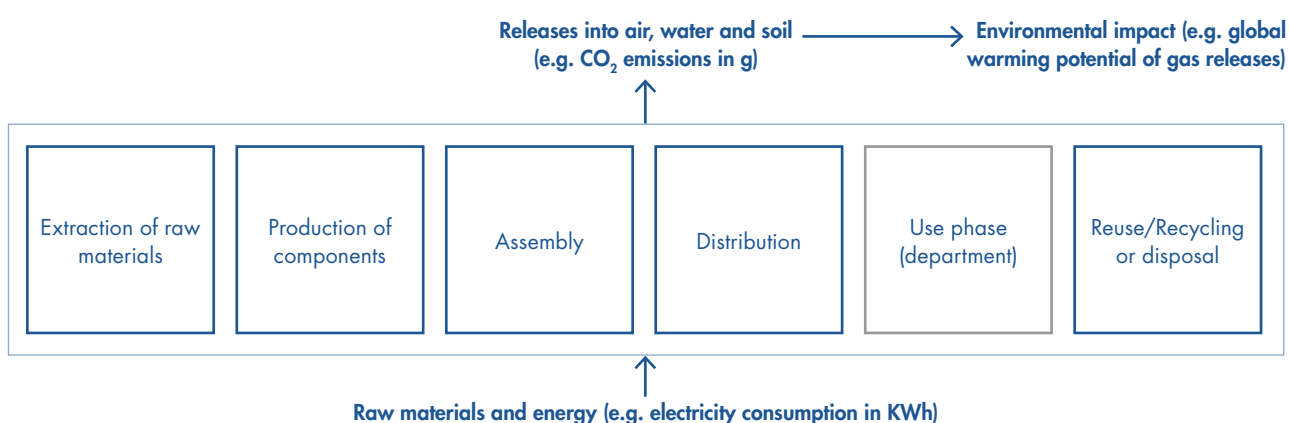 Releases into air, water and soil
(e.g. CO₂ emissions in g)
Environmental impact (e.g. global
warming potential of gas releases)
Extraction of raw
materials
Production of
components
Assembly
Distribution
Use phase
(department)
Reuse/Recycling
or disposal
Raw materials and energy (e.g. electricity consumption in KWh)